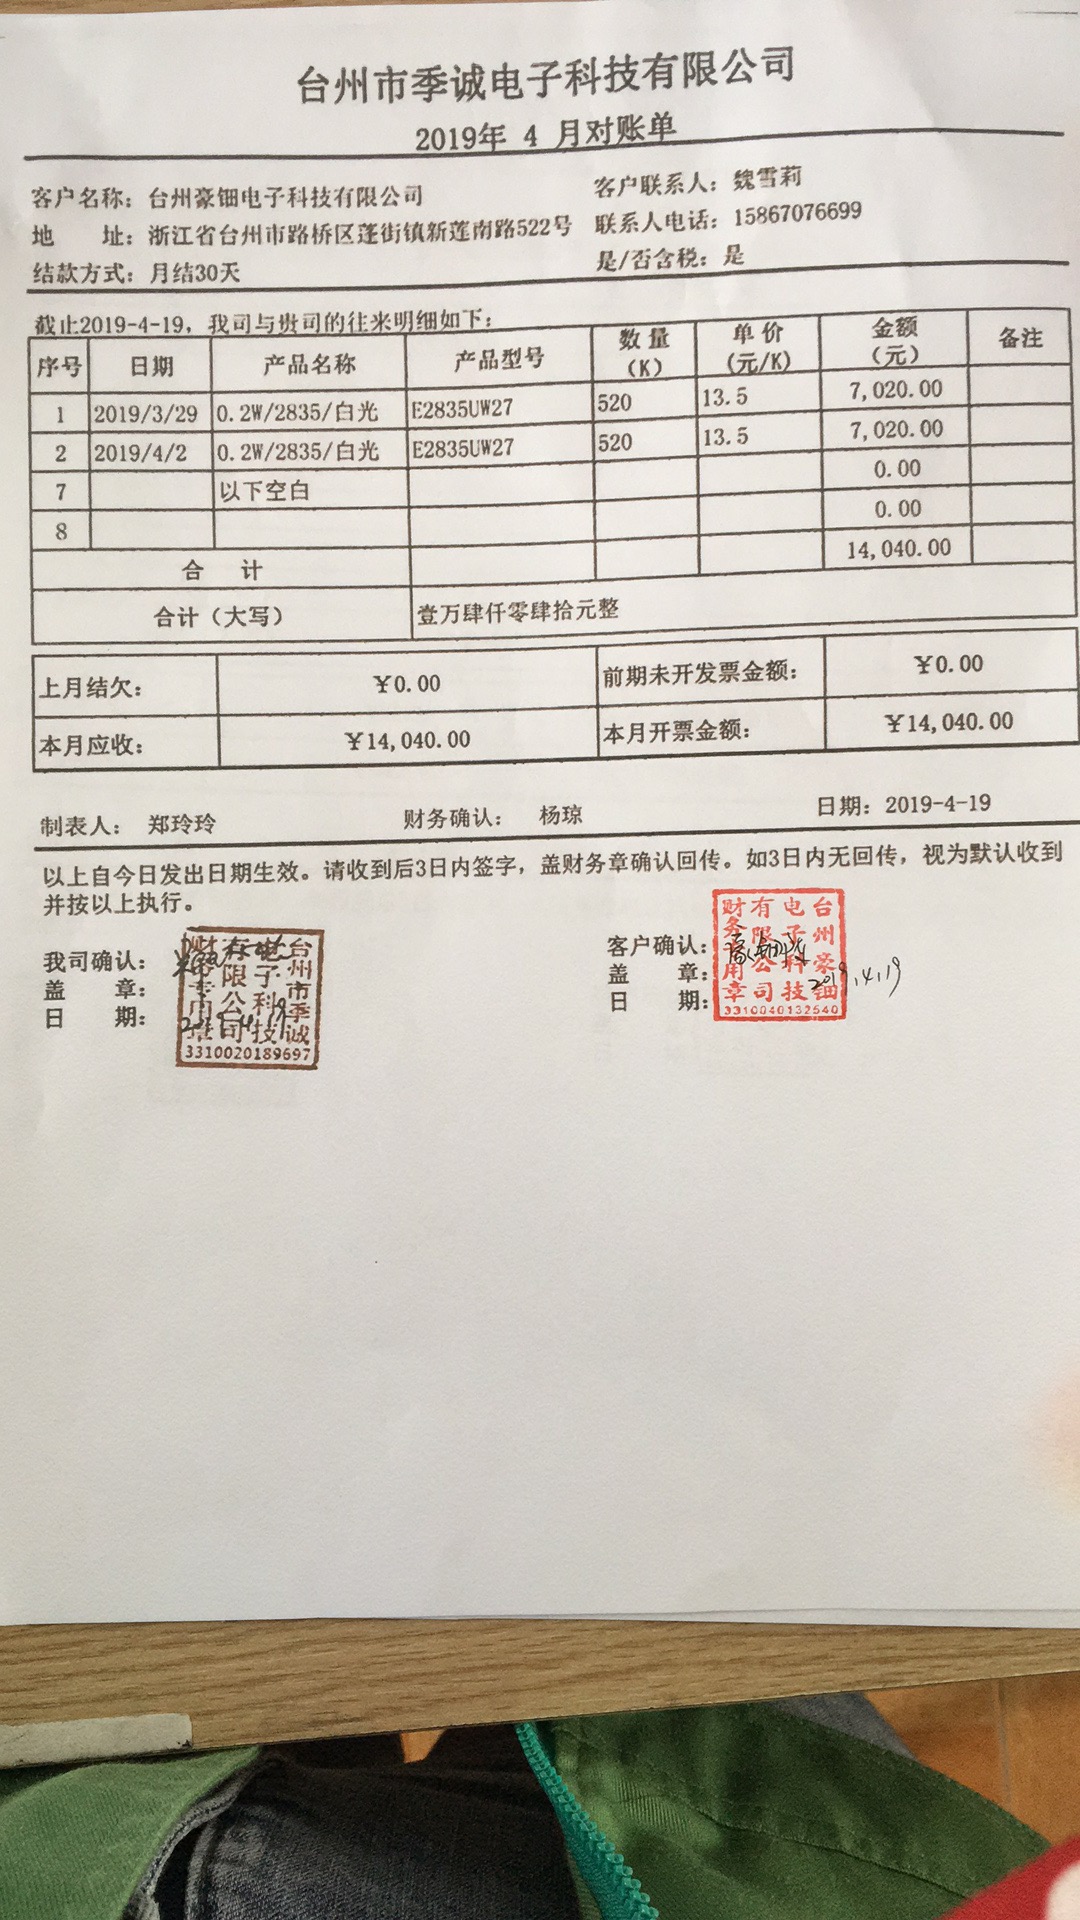 台州市季诚电子科技有限公司
2019年 4 月对账单
客户名称：台州豪钿电子科技有限公司 客户联系人：魏雪莉
地 址：浙江省台州市路桥区蓬街镇新莲南路522号 联系人电话：15867076699
结款方式：月结30天 是/否含税：是
截止2019-4-19，我司与贵司的往来明细如下：
序号 日期 产品名称 产品型号 数量（K） 单价（元/K） 金额（元） 备注
1 2019/3/29 0.2W/2835/白光 E2835UW27 520 13.5 7,020.00
2 2019/4/2 0.2W/2835/白光 E2835UW27 520 13.5 7,020.00
7 以下空白 0.00
8 0.00
合 计 14,040.00
合计（大写） 壹万肆仟零肆拾元整
上月结欠： ￥0.00 前期未开发票金额： ￥0.00
本月应收： ￥14,040.00 本月开票金额： ￥14,040.00
制表人： 郑玲玲 财务确认： 杨琼 日期：2019-4-19
以上自今日发出日期生效。请收到后3日内签字，盖财务章确认回传。如3日内无回传，视为默认收到
并按以上执行。
我司确认： 客户确认：
盖 章： 盖 章：
日 期： 日 期： 2019.4.19
台州市季诚电子科技有限公司
3310020189697
台州豪钿电子科技有限公司财务专用章
3310040132540